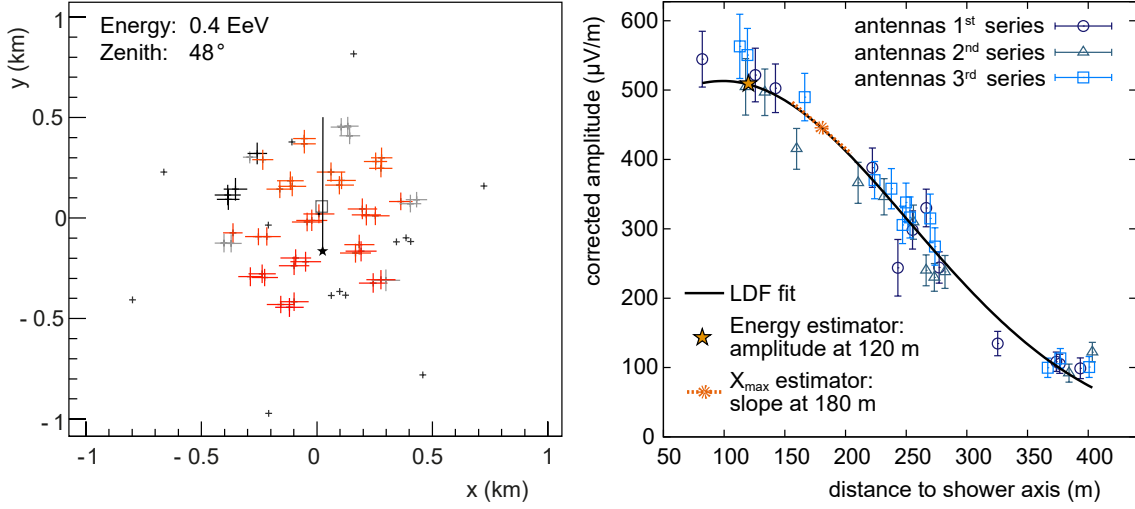 Energy: 0.4 EeV
Zenith: 48°
y (km)
1
0.5
0
- 0.5
- 1
-1
- 0.5
0
0.5
1
x (km)
corrected amplitude (μV/m)
600
500
400
300
200
100
0
antennas 1st series
antennas 2nd series
antennas 3rd series
LDF fit
Energy estimator:
amplitude at 120 m
Xmax estimator:
slope at 180 m
50 100 150 200 250 300 350 400
distance to shower axis (m)